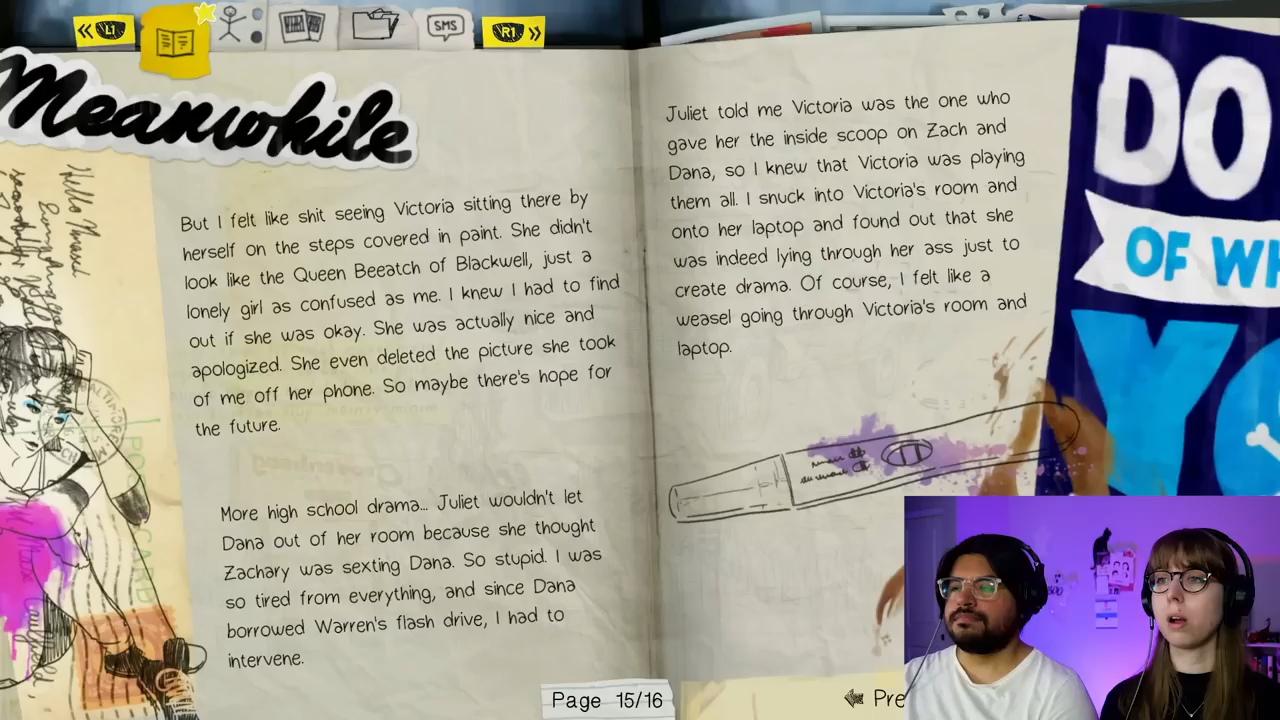 L1
SMS
R1
Meanwhile
But I felt like shit seeing Victoria sitting there by
herself on the steps covered in paint. She didn't
look like the Queen Beeatch of Blackwell, just a
lonely girl as confused as me. I knew I had to find
out if she was okay. She was actually nice and
apologized. She even deleted the picture she took
of me off her phone. So maybe there's hope for
the future.
More high school drama... Juliet wouldn't let
Dana out of her room because she thought
Zachary was sexting Dana. So stupid. I was
so tired from everything, and since Dana
borrowed Warren's flash drive, I had to
intervene.
Juliet told me Victoria was the one who
gave her the inside scoop on Zach and
Dana, so I knew that Victoria was playing
them all. I snuck into Victoria's room and
onto her laptop and found out that she
was indeed lying through her ass just to
create drama. Of course, I felt like a
weasel going through Victoria's room and
laptop.
DO
OF WH
YO
POSTCARD
Page 15/16
Pre